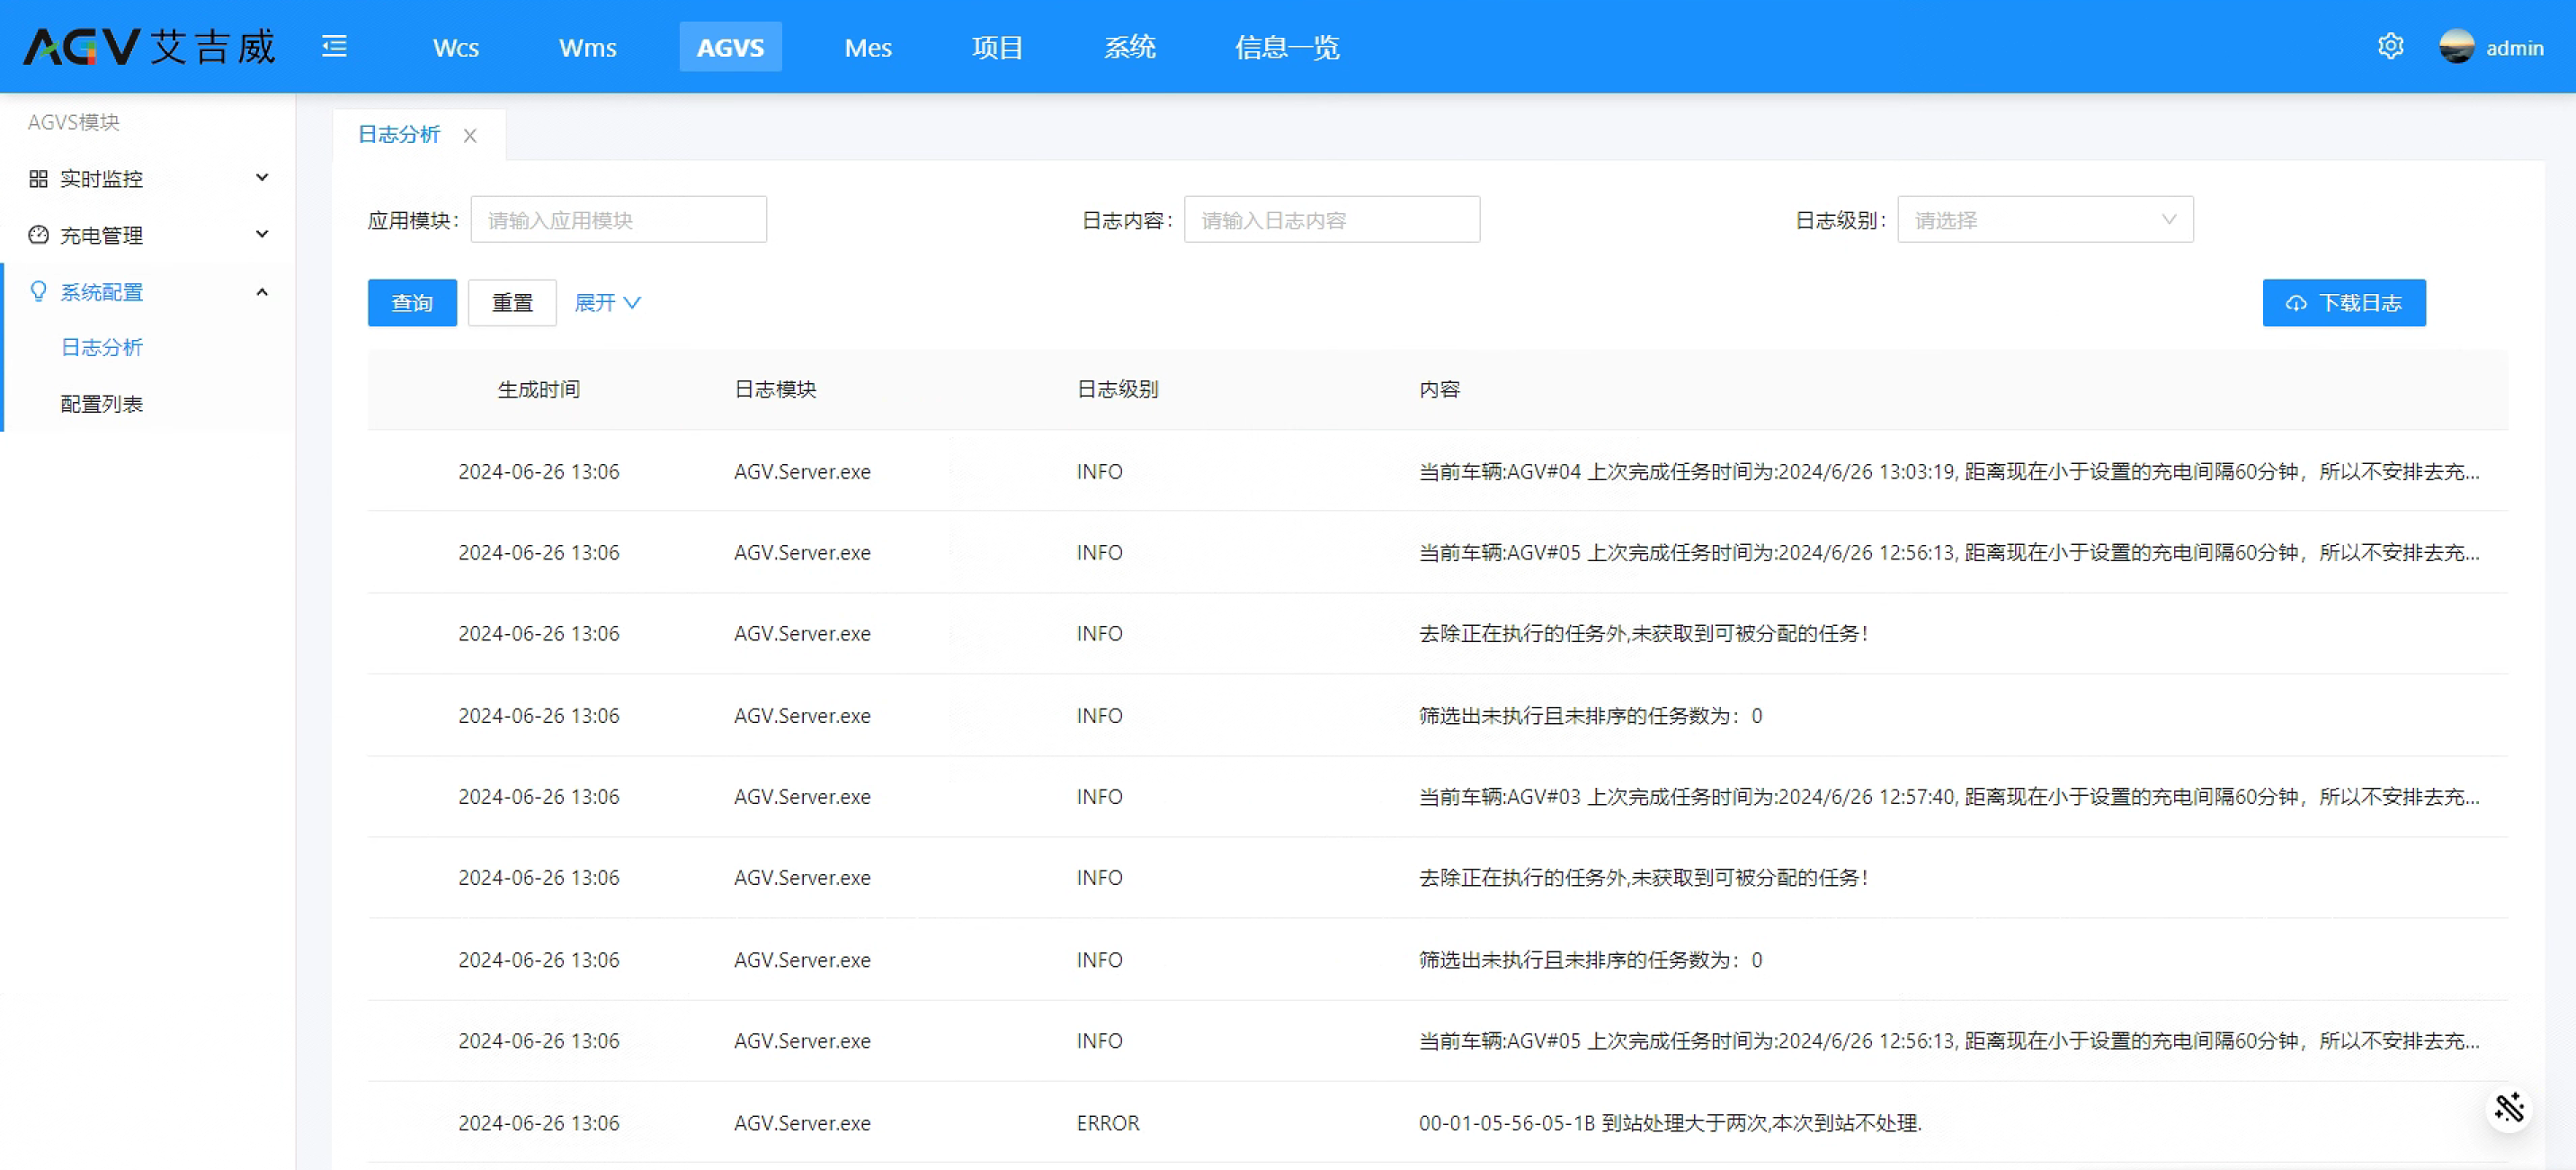 AGV 艾吉威 Wcs Wms AGVS Mes 项目 系统 信息一览 admin
AGVS模块
日志分析
实时监控
充电管理
系统配置
日志分析
配置列表
应用模块: 请输入应用模块 日志内容: 请输入日志内容 日志级别: 请选择
查询 重置 展开 下载日志
生成时间 日志模块 日志级别 内容
2024-06-26 13:06 AGV.Server.exe INFO 当前车辆:AGV#04 上次完成任务时间为:2024/6/26 13:03:19, 距离现在小于设置的充电间隔60分钟，所以不安排去充...
2024-06-26 13:06 AGV.Server.exe INFO 当前车辆:AGV#05 上次完成任务时间为:2024/6/26 12:56:13, 距离现在小于设置的充电间隔60分钟，所以不安排去充...
2024-06-26 13:06 AGV.Server.exe INFO 去除正在执行的任务外,未获取到可被分配的任务!
2024-06-26 13:06 AGV.Server.exe INFO 筛选出未执行且未排序的任务数为：0
2024-06-26 13:06 AGV.Server.exe INFO 当前车辆:AGV#03 上次完成任务时间为:2024/6/26 12:57:40, 距离现在小于设置的充电间隔60分钟，所以不安排去充...
2024-06-26 13:06 AGV.Server.exe INFO 去除正在执行的任务外,未获取到可被分配的任务!
2024-06-26 13:06 AGV.Server.exe INFO 筛选出未执行且未排序的任务数为：0
2024-06-26 13:06 AGV.Server.exe INFO 当前车辆:AGV#05 上次完成任务时间为:2024/6/26 12:56:13, 距离现在小于设置的充电间隔60分钟，所以不安排去充...
2024-06-26 13:06 AGV.Server.exe ERROR 00-01-05-56-05-1B 到站处理大于两次,本次到站不处理.